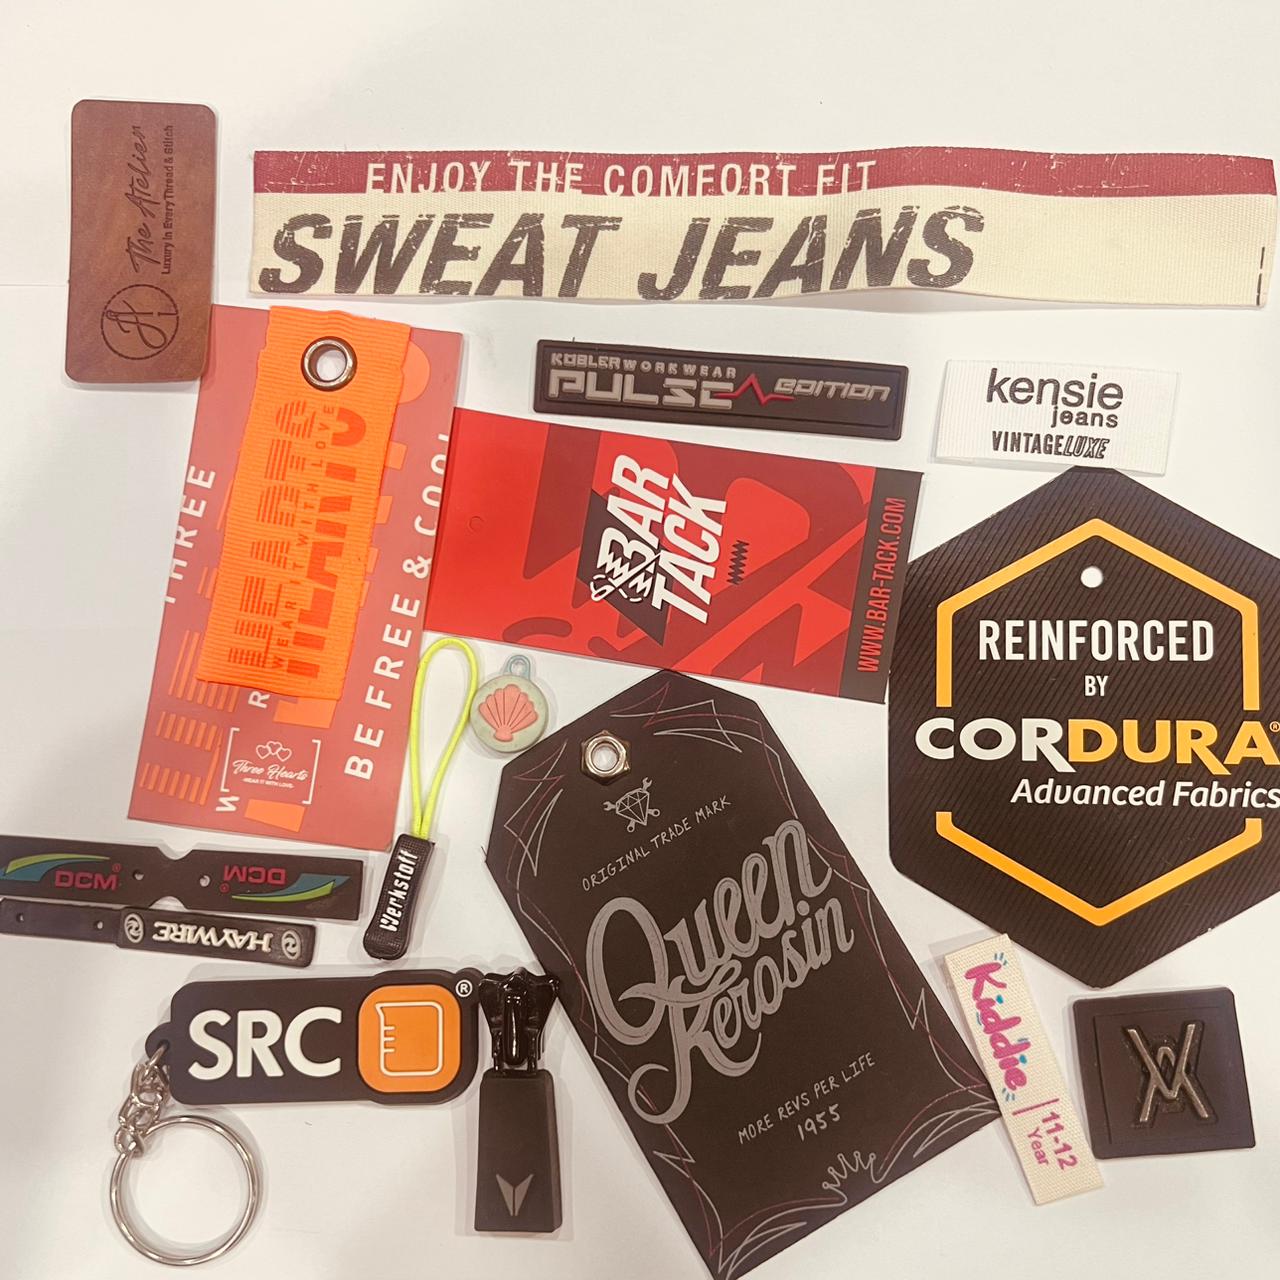 The Atelier
Luxury in Every Thread & Stitch
ENJOY THE COMFORT FIT
SWEAT JEANS
KÜBLER WORKWEAR
PULSE EDITION
kensie
jeans
VINTAGELUXE
THREE
WEAR IT WITH LOVE
BE FREE &
Three Hearts
-WEAR IT WITH LOVE-
BAR
TACK
WWW.BAR-TACK.COM
REINFORCED
BY
CORDURA®
Advanced Fabrics
DCM®
DCM®
HAYWIRE
Werkstoff
SRC ®
ORIGINAL TRADE MARK
Queen
Kerosin
MORE REVS PER LIFE
1955
Kiddie
11-12
Year